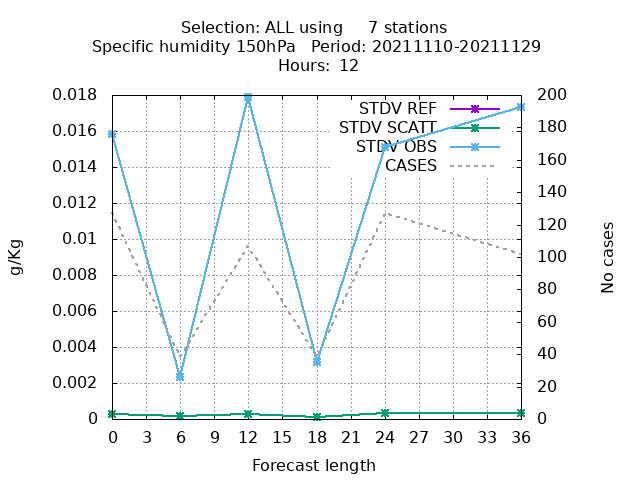 Selection: ALL using     7 stations
Specific humidity 150hPa   Period: 20211110-20211129
Hours: 12
0.018
0.016
0.014
0.012
0.01
0.008
0.006
0.004
0.002
0
g/Kg
STDV REF
STDV SCATT
STDV OBS
CASES
200
180
160
140
120
100
80
60
40
20
0
No cases
0 3 6 9 12 15 18 21 24 27 30 33 36
Forecast length